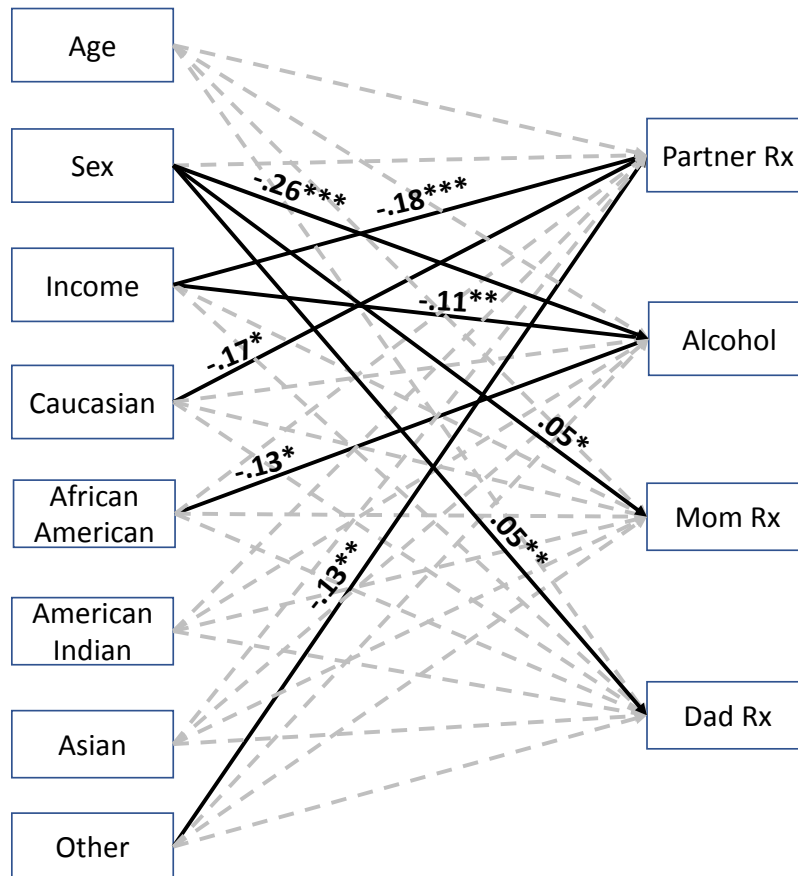 Age
Sex
Income
Caucasian
African
American
American
Indian
Asian
Other
-.26***
-.18***
-.11**
-.17*
-.13*
.05*
.05**
-.13**
Partner Rx
Alcohol
Mom Rx
Dad Rx